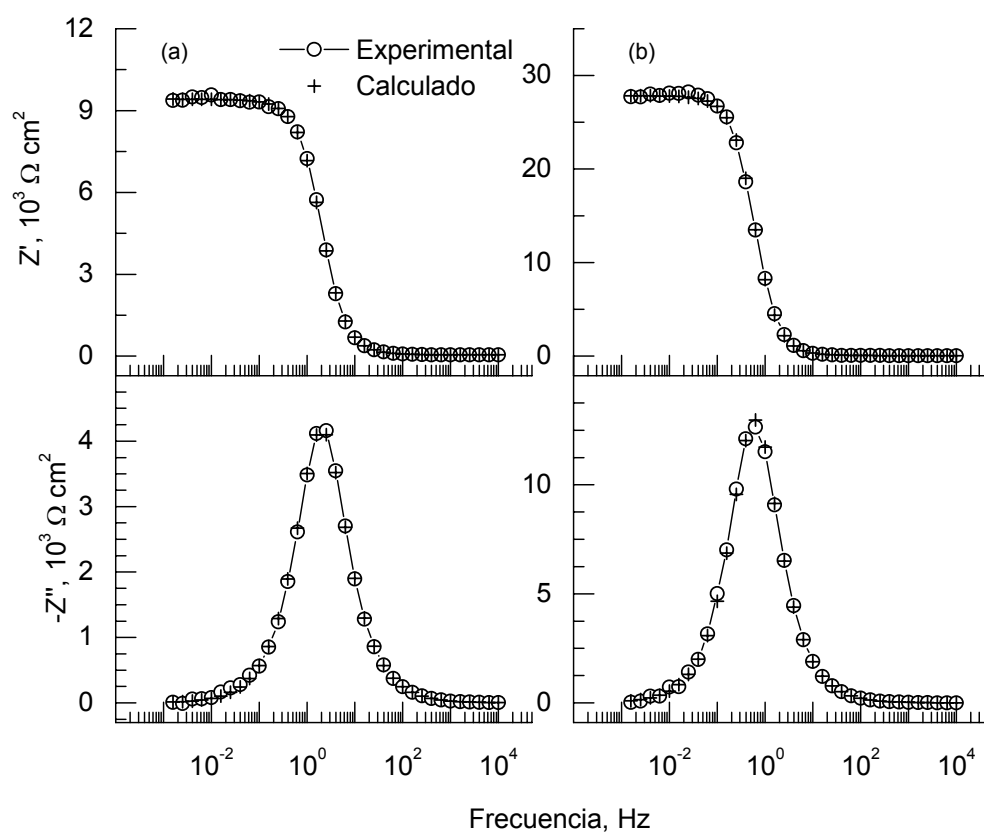 (a)
Experimental
Calculado
(b)
12
9
6
3
0
Z', 10³ Ω cm²
30
20
10
0
4
3
2
1
0
-Z'', 10³ Ω cm²
10
5
0
10⁻² 10⁰ 10² 10⁴
10⁻² 10⁰ 10² 10⁴
Frecuencia, Hz